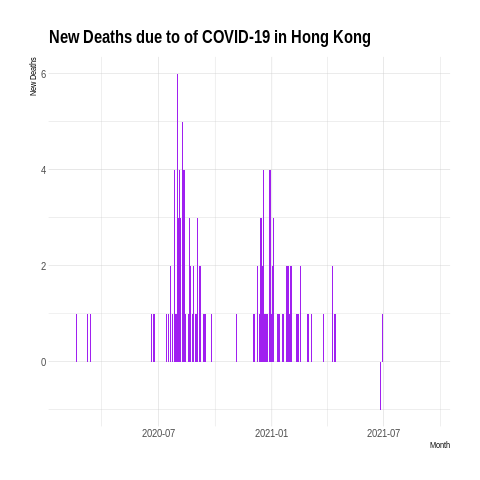 New Deaths due to of COVID-19 in Hong Kong
New Deaths
6
4
2
0
2020-07
2021-01
2021-07
Month